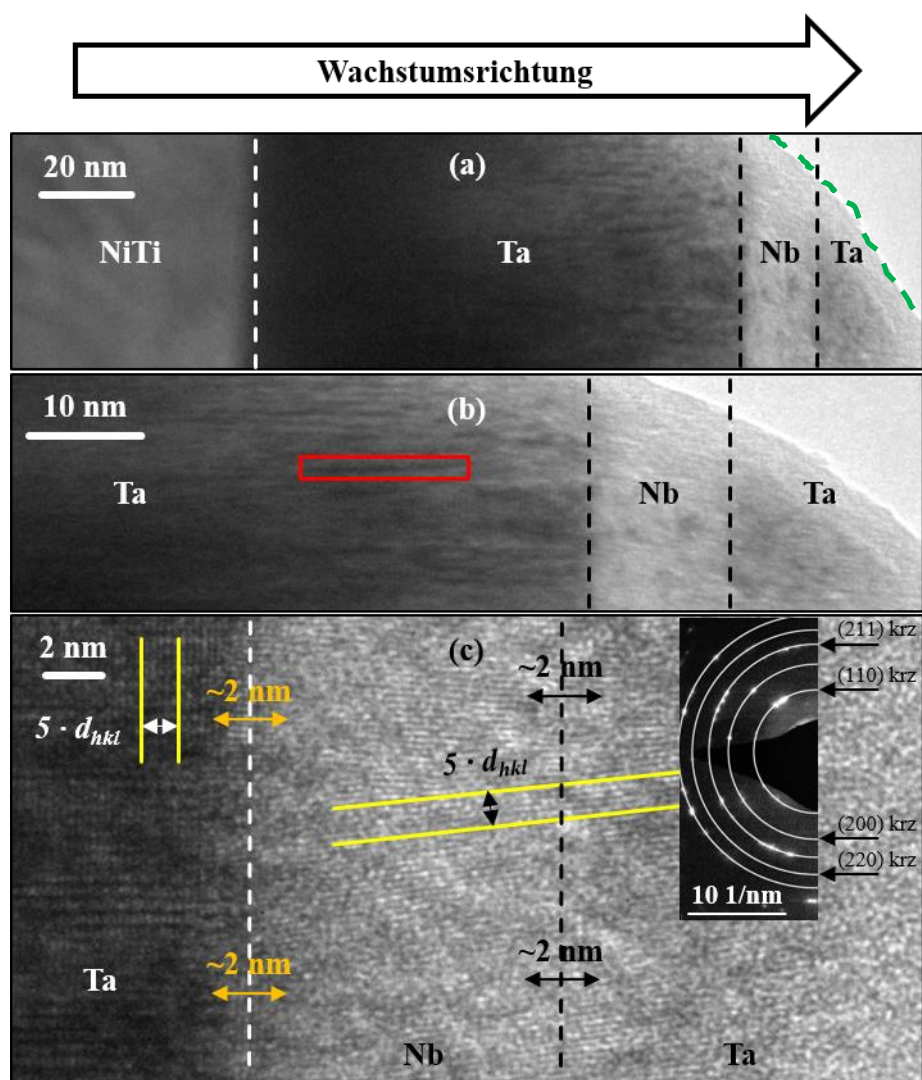 Wachstumsrichtung
20 nm
(a)
NiTi
Ta
Nb
Ta
10 nm
(b)
Ta
Nb
Ta
2 nm
(c)
(211) krz
~2 nm
~2 nm
(110) krz
5 · dhkl
5 · dhkl
(200) krz
(220) krz
10 1/nm
~2 nm
~2 nm
Ta
Nb
Ta